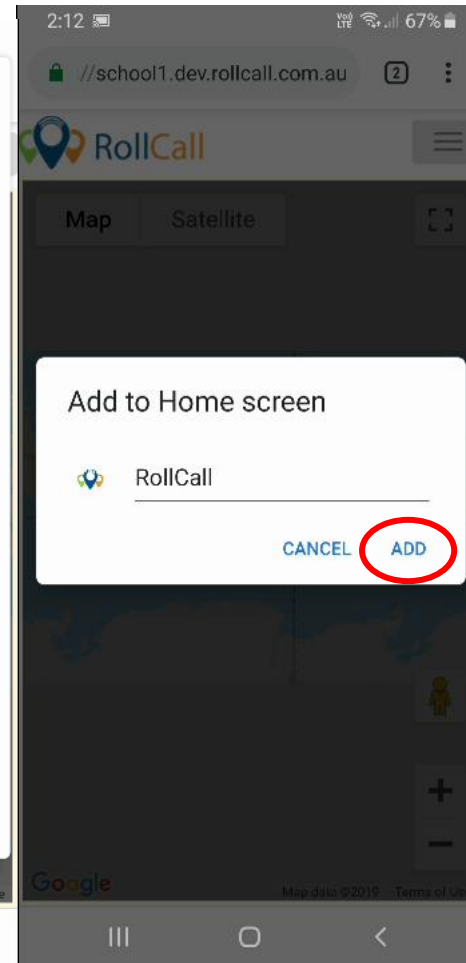 2:12 67%
//school1.dev.rollcall.com.au 2
RollCall
Map Satellite
Add to Home screen
RollCall
CANCEL ADD
Google Map data ©2019 Terms of Us